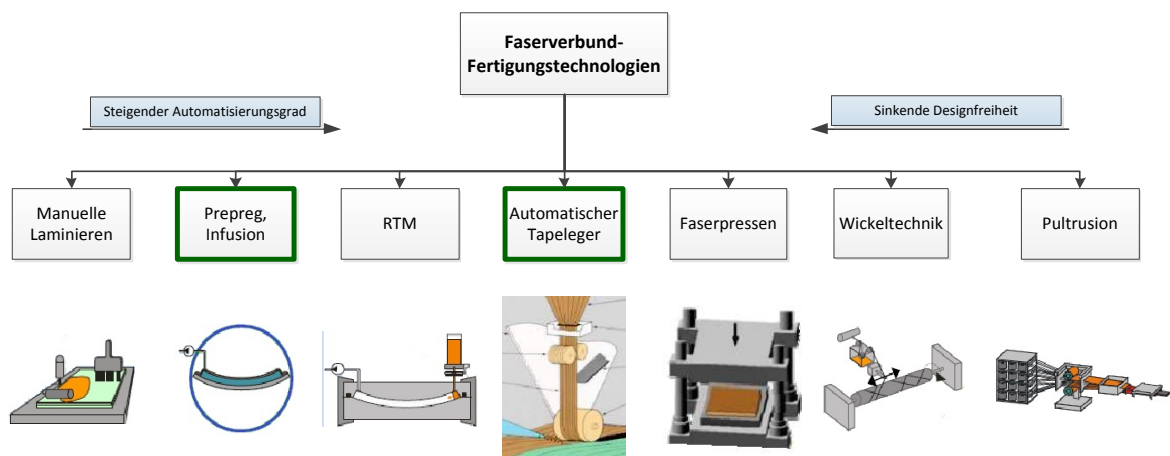 Faserverbund-
Fertigungstechnologien
Steigender Automatisierungsgrad
Sinkende Designfreiheit
Manuelle
Laminieren
Prepreg,
Infusion
RTM
Automatischer
Tapeleger
Faserpressen
Wickeltechnik
Pultrusion